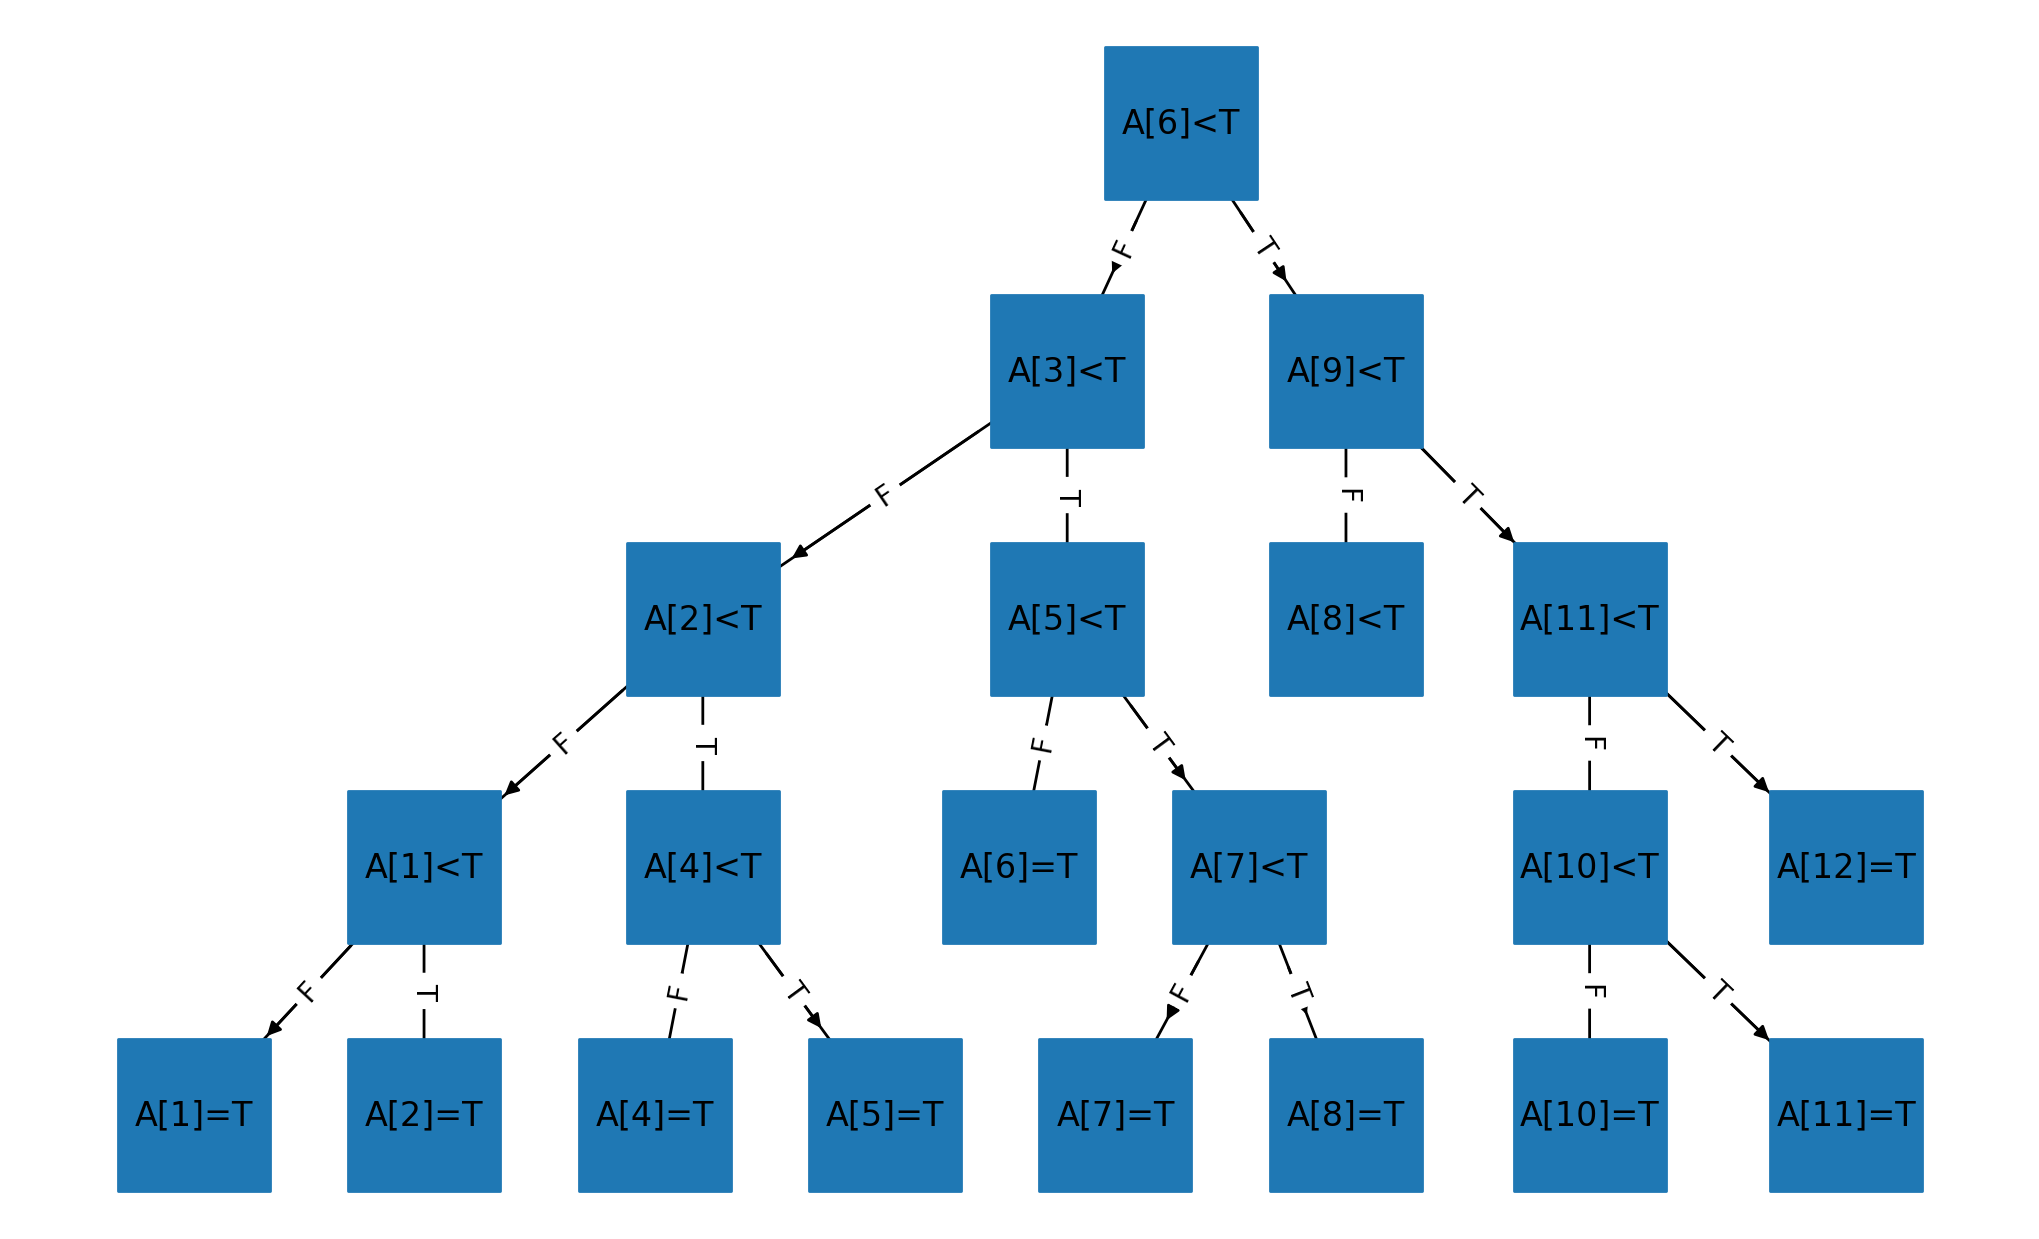 A[6]<T
F
T
A[3]<T
A[9]<T
F
T
F
T
A[2]<T
A[5]<T
A[8]<T
A[11]<T
F
T
F
T
F
T
A[1]<T
A[4]<T
A[6]=T
A[7]<T
A[10]<T
A[12]=T
F
T
F
T
F
T
F
T
A[1]=T
A[2]=T
A[4]=T
A[5]=T
A[7]=T
A[8]=T
A[10]=T
A[11]=T